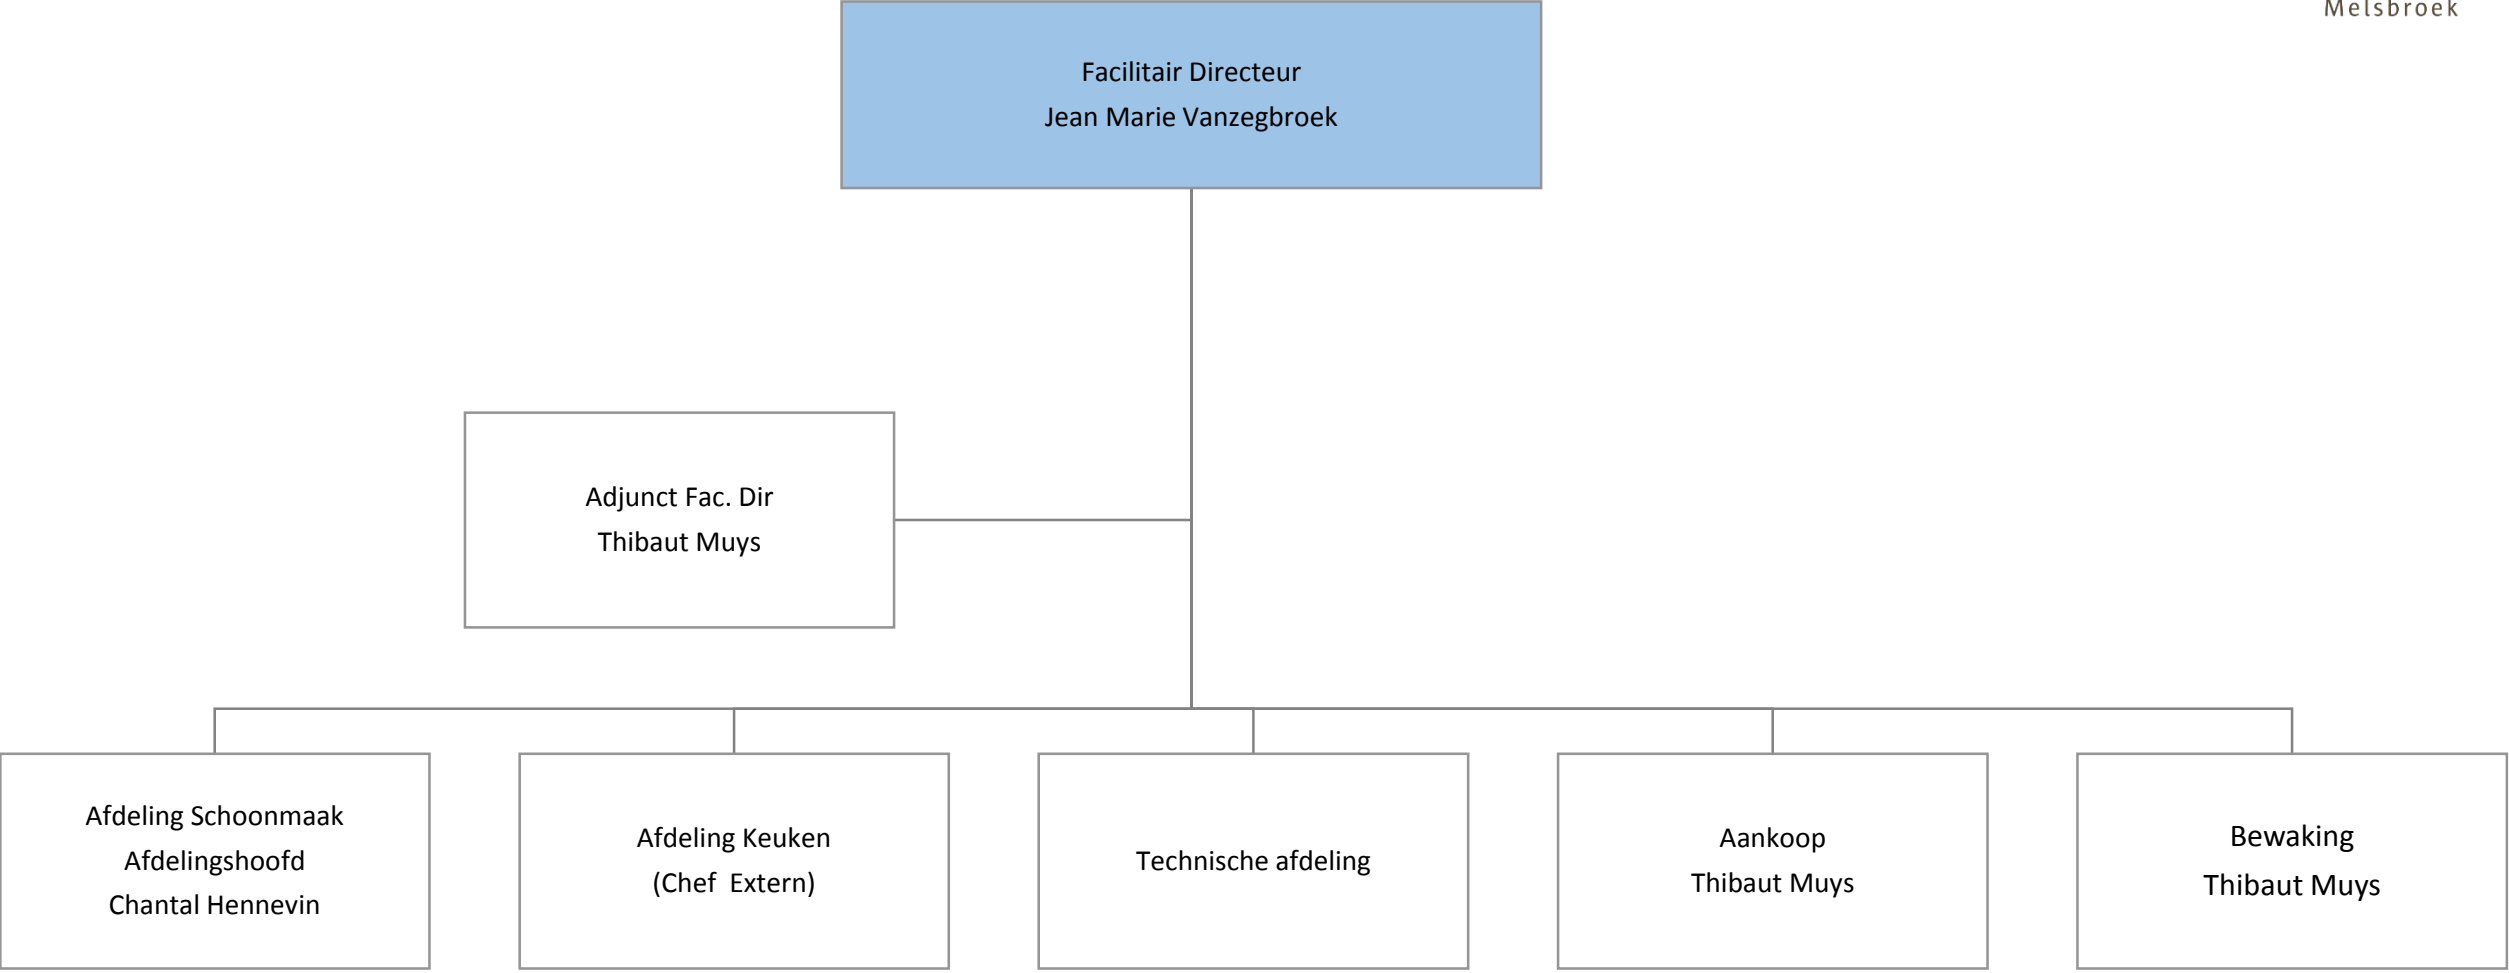 Melsbroek
Facilitair Directeur
Jean Marie Vanzegbroek
Adjunct Fac. Dir
Thibaut Muys
Afdeling Schoonmaak
Afdelingshoofd
Chantal Hennevin
Afdeling Keuken
(Chef  Extern)
Technische afdeling
Aankoop
Thibaut Muys
Bewaking
Thibaut Muys